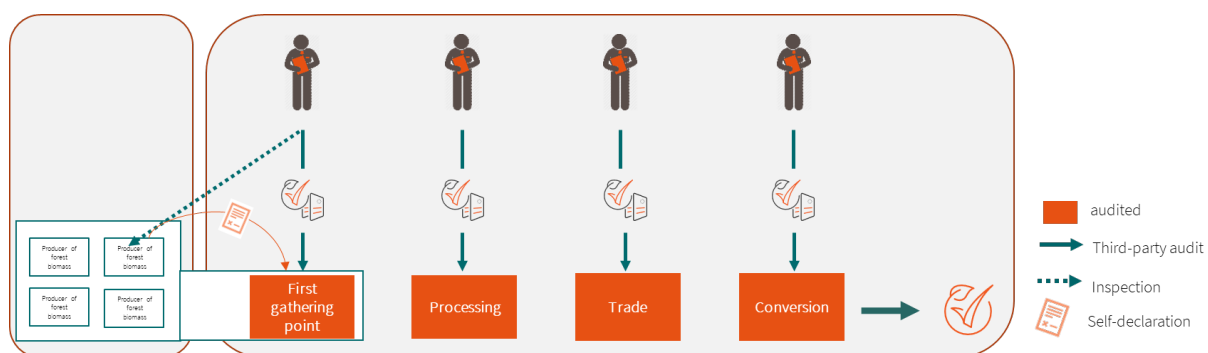 Producer of
forest
biomass
Producer of
forest
biomass
Producer of
forest
biomass
Producer of
forest
biomass
First
gathering
point
Processing
Trade
Conversion
audited
Third-party audit
Inspection
Self-declaration